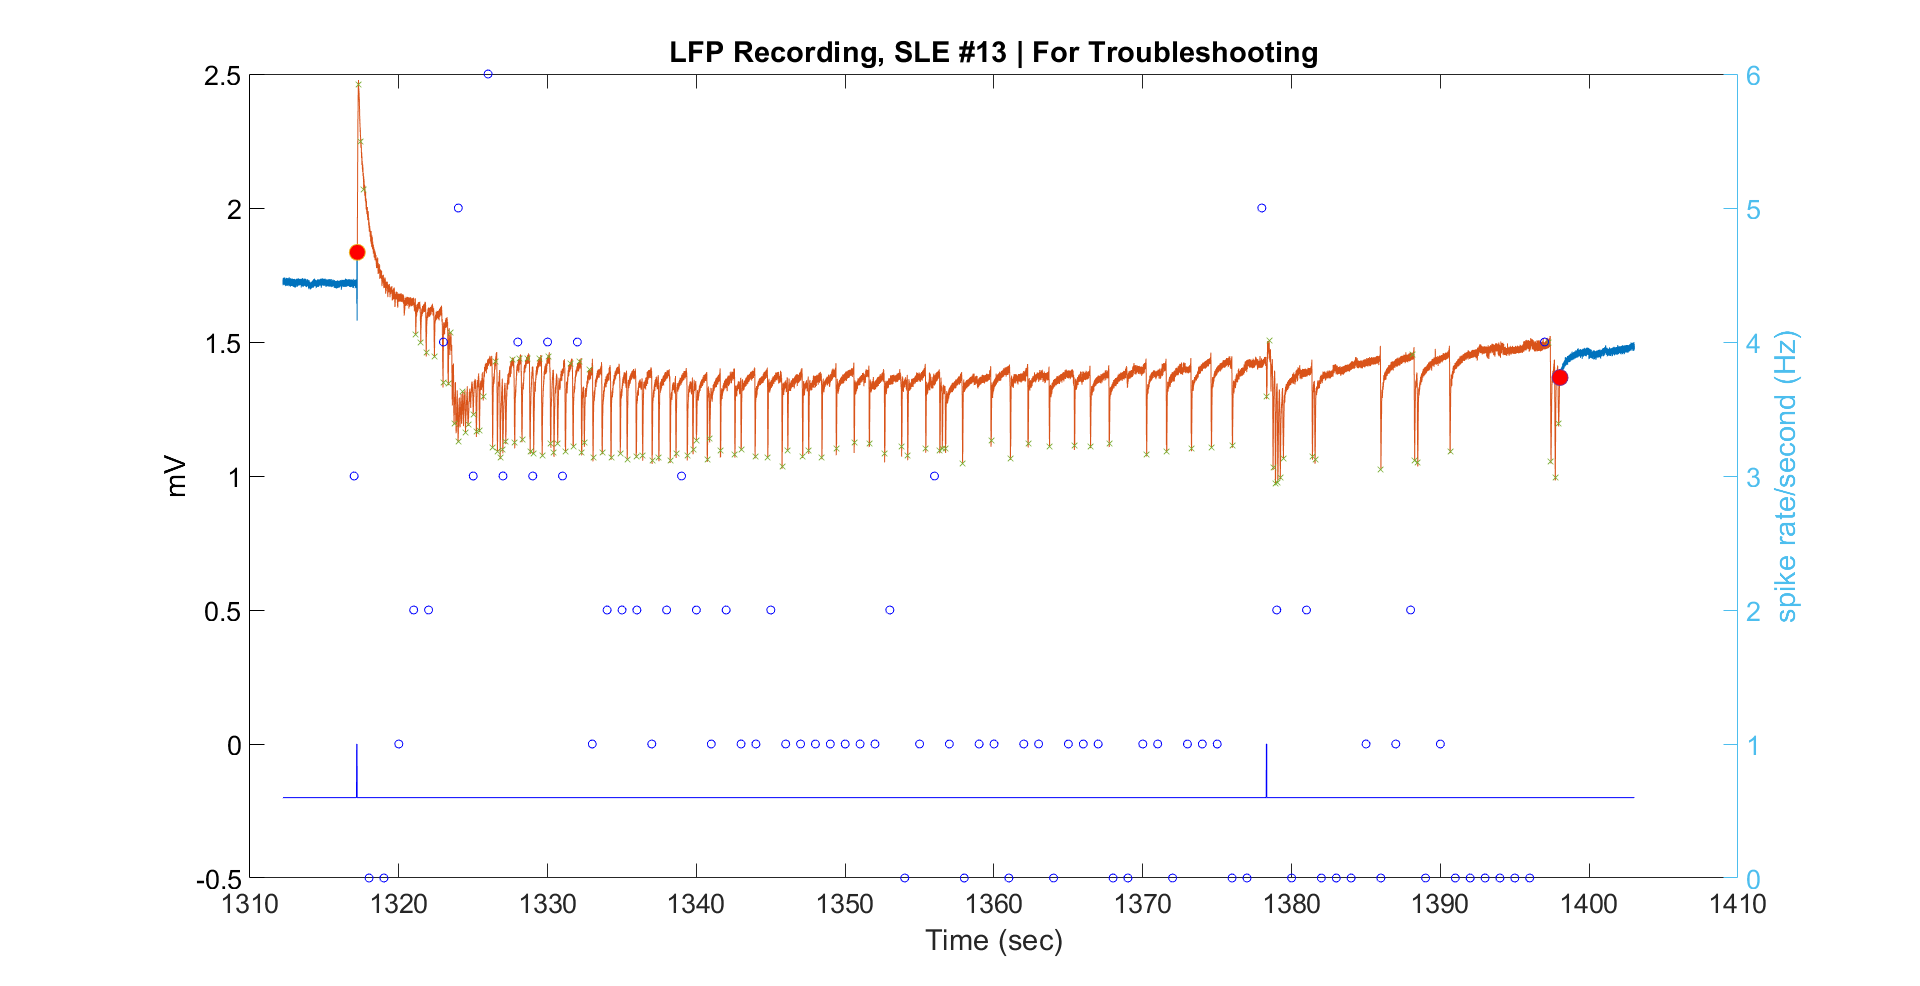 LFP Recording, SLE #13 | For Troubleshooting
2.5
2
1.5
1
0.5
0
-0.5
mV
6
5
4
3
2
1
0
spike rate/second (Hz)
1310 1320 1330 1340 1350 1360 1370 1380 1390 1400 1410
Time (sec)